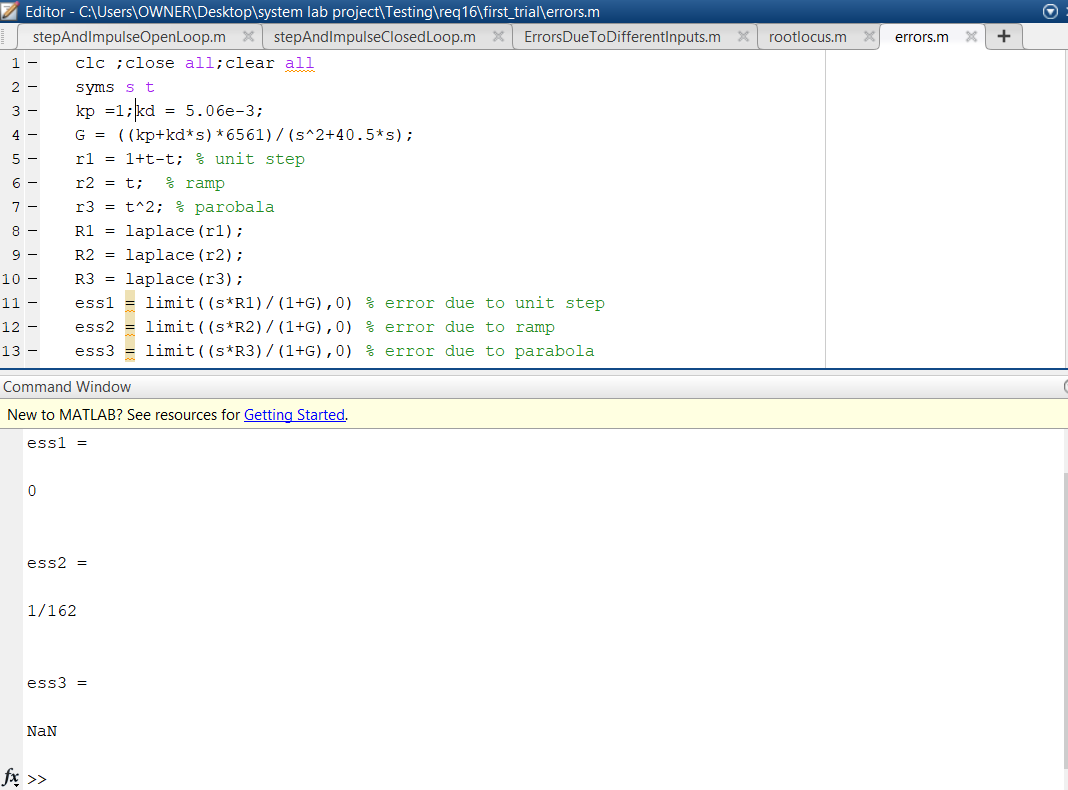 Editor - C:\Users\OWNER\Desktop\system lab project\Testing\req16\first_trial\errors.m
stepAndImpulseOpenLoop.m stepAndImpulseClosedLoop.m ErrorsDueToDifferentInputs.m rootlocus.m errors.m +
1 – clc ;close all;clear all
2 – syms s t
3 – kp =1;kd = 5.06e-3;
4 – G = ((kp+kd*s)*6561)/(s^2+40.5*s);
5 – r1 = 1+t-t; % unit step
6 – r2 = t;  % ramp
7 – r3 = t^2; % parobala
8 – R1 = laplace(r1);
9 – R2 = laplace(r2);
10 – R3 = laplace(r3);
11 – ess1 = limit((s*R1)/(1+G),0) % error due to unit step
12 – ess2 = limit((s*R2)/(1+G),0) % error due to ramp
13 – ess3 = limit((s*R3)/(1+G),0) % error due to parabola
Command Window
New to MATLAB? See resources for Getting Started.
ess1 =
0
ess2 =
1/162
ess3 =
NaN
fx >>